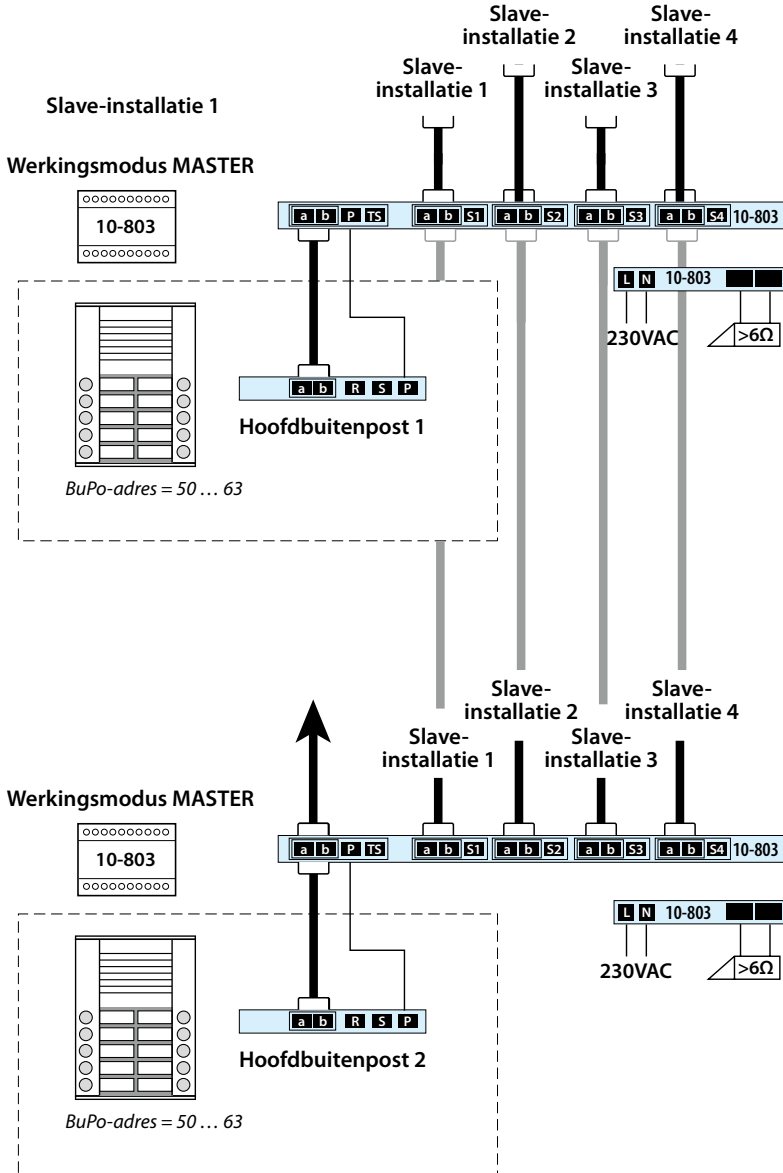 Slave-
installatie 2
Slave-
installatie 4
Slave-
installatie 1
Slave-
installatie 3
Slave-installatie 1
Werkingsmodus MASTER
10-803
a b P TS a b S1 a b S2 a b S3 a b S4 10-803
L N 10-803
230VAC >6Ω
a b R S P
Hoofdbuitenpost 1
BuPo-adres = 50 … 63
Slave-
installatie 2
Slave-
installatie 4
Slave-
installatie 1
Slave-
installatie 3
Werkingsmodus MASTER
10-803
a b P TS a b S1 a b S2 a b S3 a b S4 10-803
L N 10-803
230VAC >6Ω
a b R S P
Hoofdbuitenpost 2
BuPo-adres = 50 … 63